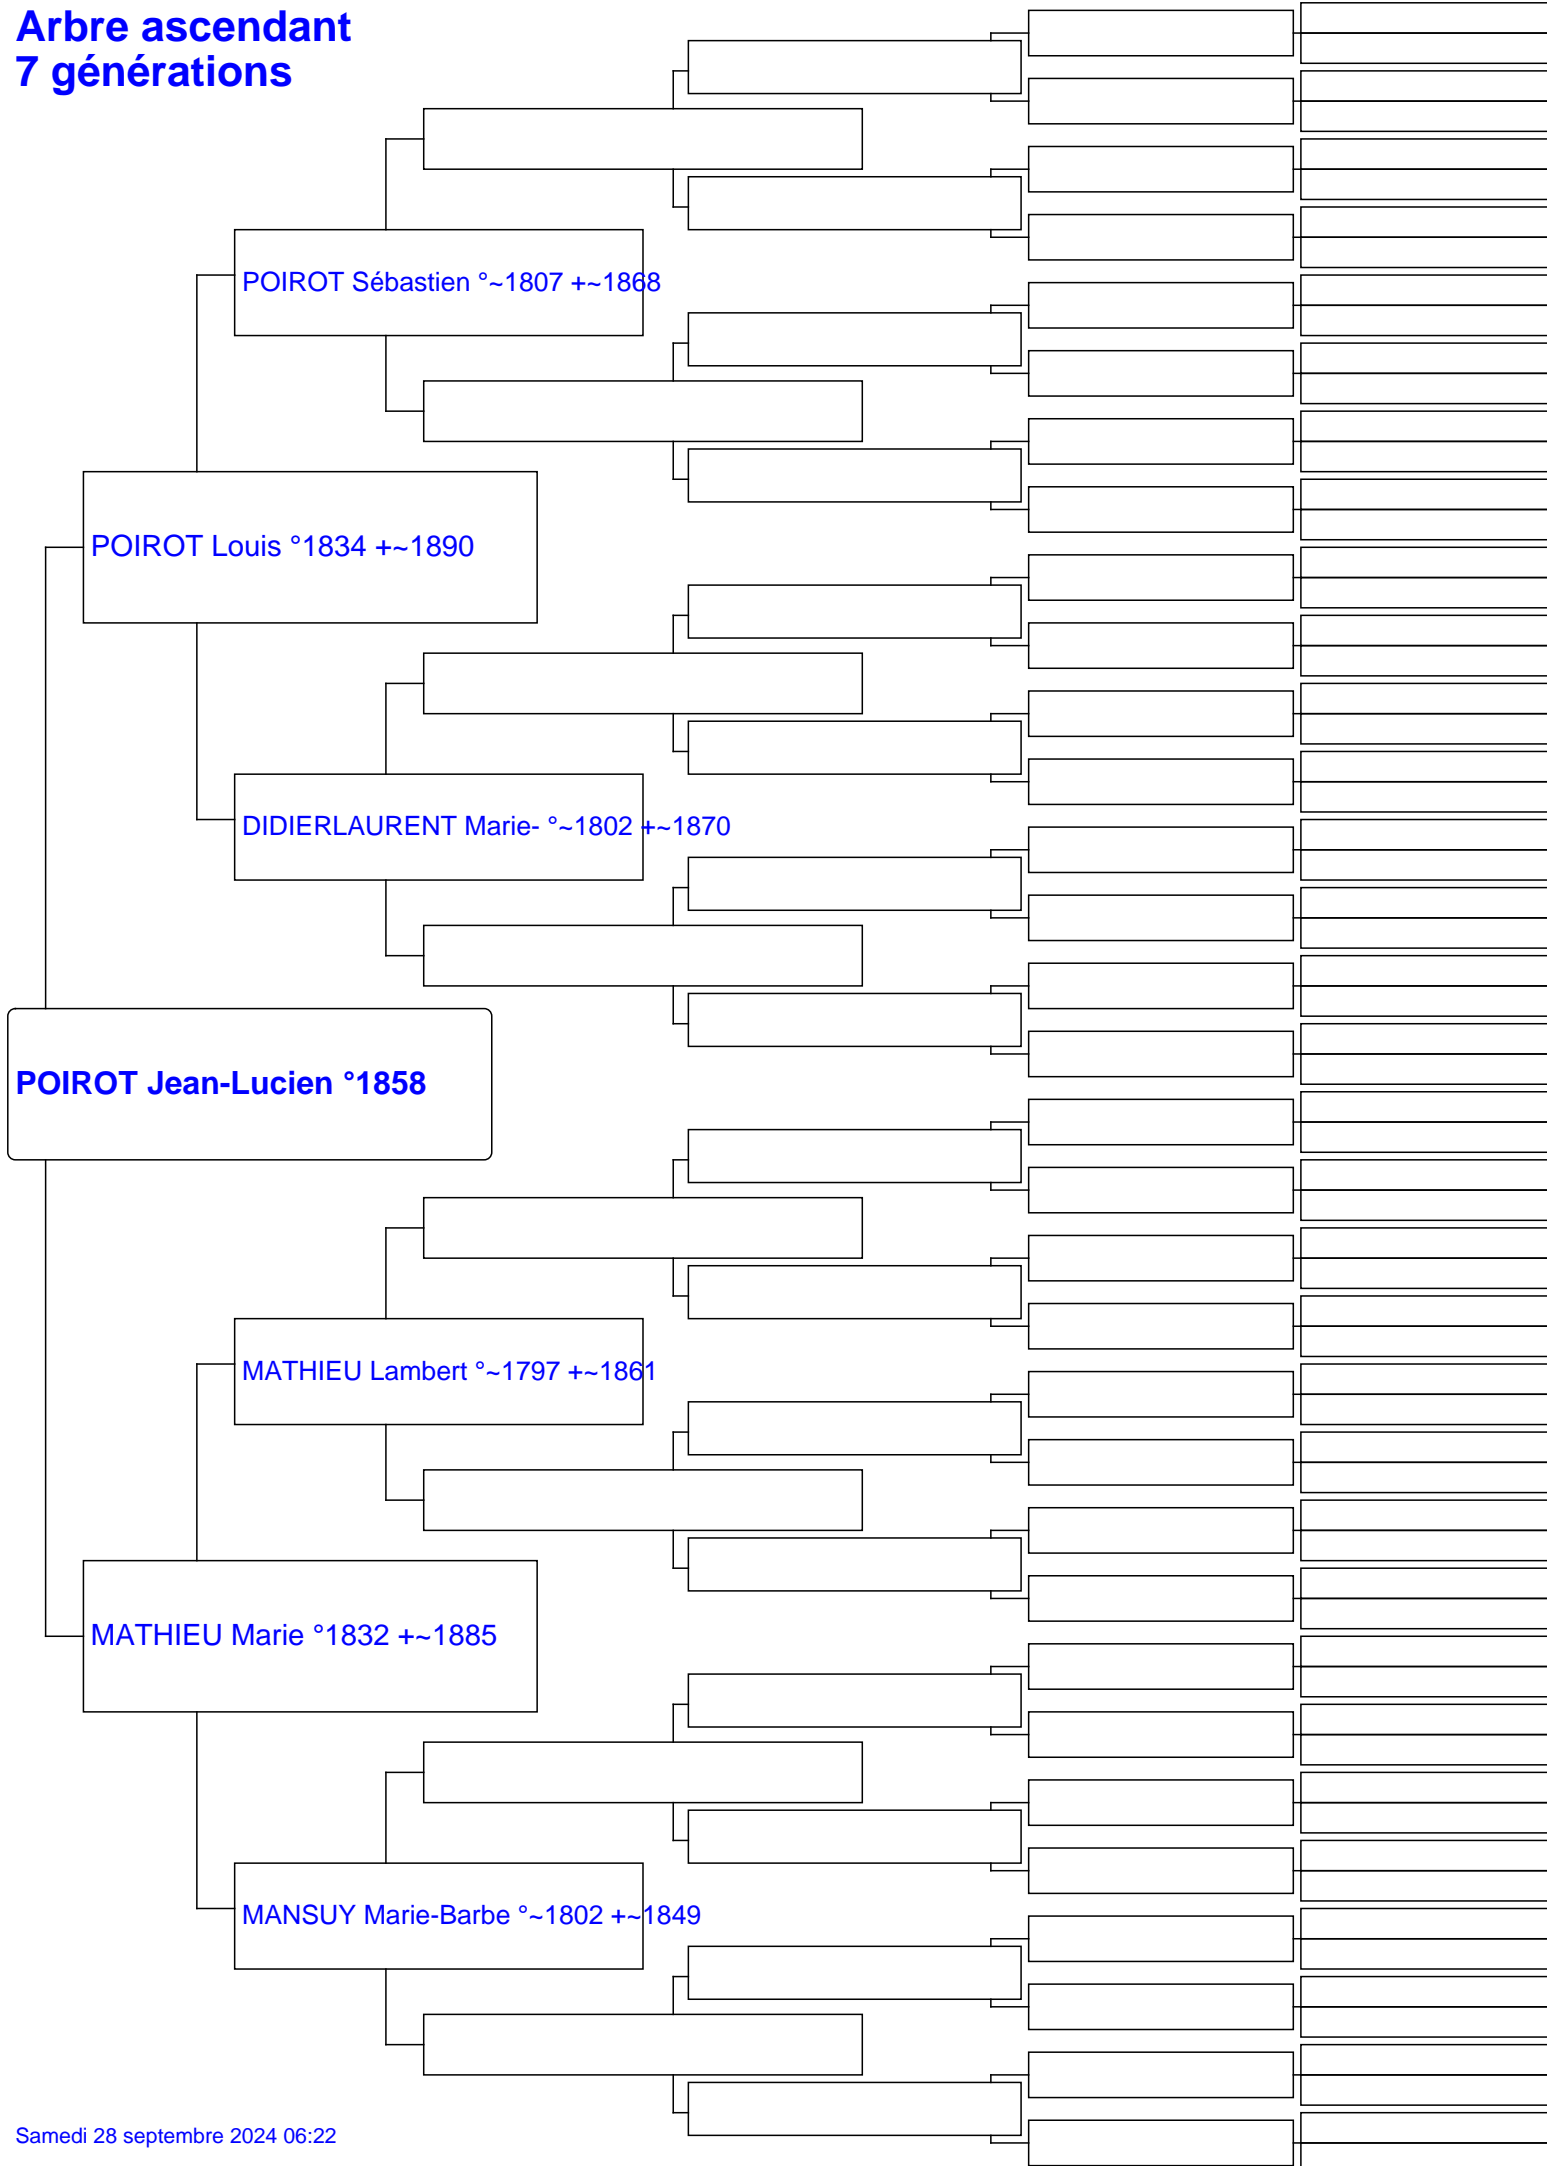 Arbre ascendant
7 générations
POIROT Sébastien °~1807 +~1868
POIROT Louis °1834 +~1890
DIDIERLAURENT Marie- °~1802 +~1870
POIROT Jean-Lucien °1858
MATHIEU Lambert °~1797 +~1861
MATHIEU Marie °1832 +~1885
MANSUY Marie-Barbe °~1802 +~1849
Samedi 28 septembre 2024 06:22